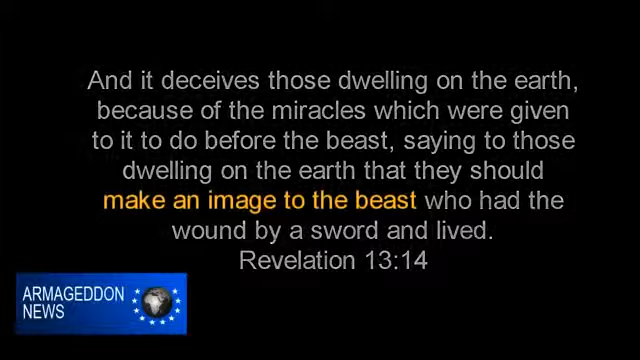 And it deceives those dwelling on the earth,
because of the miracles which were given
to it to do before the beast, saying to those
dwelling on the earth that they should
make an image to the beast who had the
wound by a sword and lived.
Revelation 13:14
ARMAGEDDON
NEWS